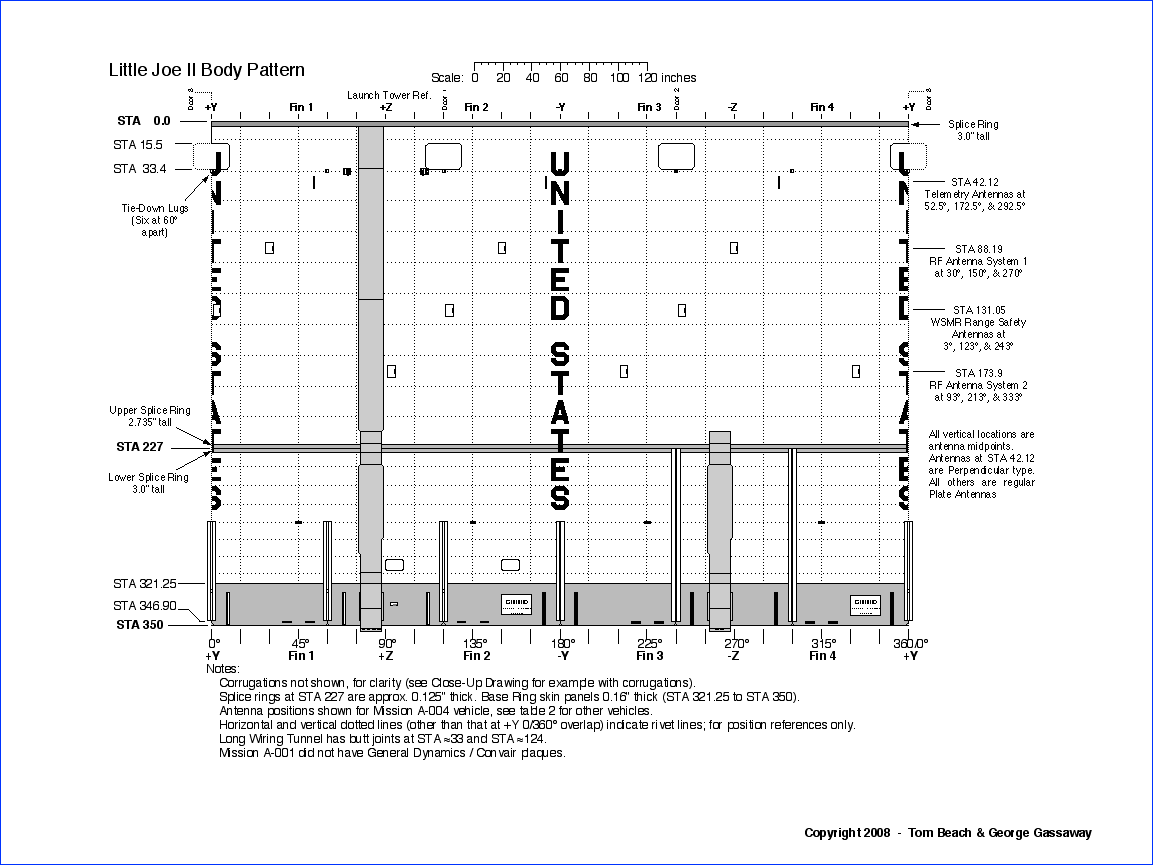 Little Joe II Body Pattern
Scale: 0 20 40 60 80 100 120 inches
Launch Tower Ref.
Door 3
Door 1
Door 2
Door 3
+Y Fin 1 +Z Fin 2 -Y Fin 3 -Z Fin 4 +Y
STA 0.0
STA 15.5
STA 33.4
Tie-Down Lugs
(Six at 60°
apart)
Upper Splice Ring
2.735" tall
STA 227
Lower Splice Ring
3.0" tall
STA 321.25
STA 346.90
STA 350
UNITED STATES
UNITED STATES
UNITED STATES
Splice Ring
3.0" tall
STA 42.12
Telemetry Antennas at
52.5°, 172.5°, & 292.5°
STA 88.19
RF Antenna System 1
at 30°, 150°, & 270°
STA 131.05
WSMR Range Safety
Antennas at
3°, 123°, & 243°
STA 173.9
RF Antenna System 2
at 93°, 213°, & 333°
All vertical locations are
antenna midpoints.
Antennas at STA 42.12
are Perpendicular type.
All others are regular
Plate Antennas
0° 45° 90° 135° 180° 225° 270° 315° 360/0°
+Y Fin 1 +Z Fin 2 -Y Fin 3 -Z Fin 4 +Y
Notes:
Corrugations not shown, for clarity (see Close-Up Drawing for example with corrugations).
Splice rings at STA 227 are approx. 0.125" thick. Base Ring skin panels 0.16" thick (STA 321.25 to STA 350).
Antenna positions shown for Mission A-004 vehicle, see table 2 for other vehicles.
Horizontal and vertical dotted lines (other than that at +Y 0/360° overlap) indicate rivet lines; for position references only.
Long Wiring Tunnel has butt joints at STA ≈33 and STA ≈124.
Mission A-001 did not have General Dynamics / Convair plaques.
Copyright 2008 - Tom Beach & George Gassaway